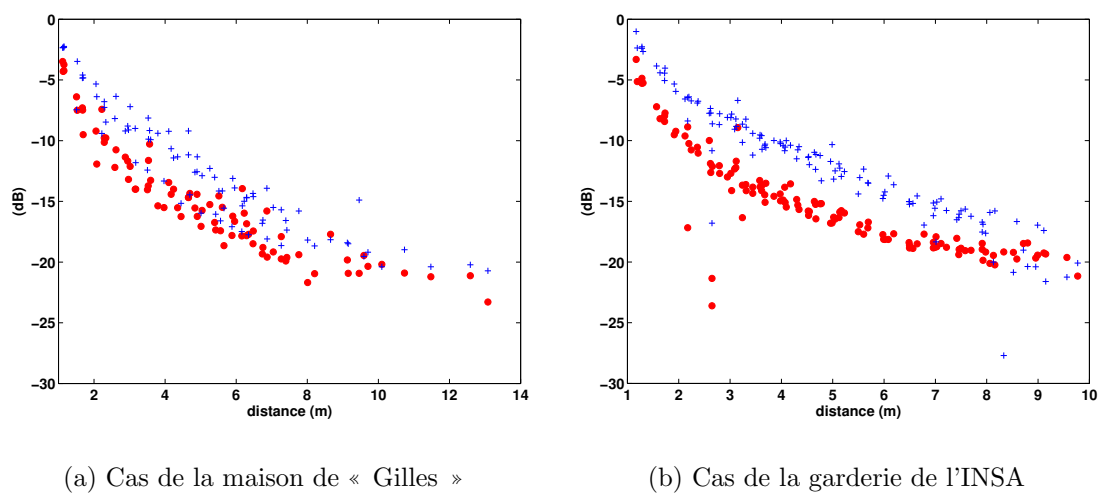 0
−5
−10
−15
−20
−25
−30
(dB)
2 4 6 8 10 12 14
distance (m)
0
−5
−10
−15
−20
−25
−30
(dB)
1 2 3 4 5 6 7 8 9 10
distance (m)
(a) Cas de la maison de « Gilles »
(b) Cas de la garderie de l'INSA